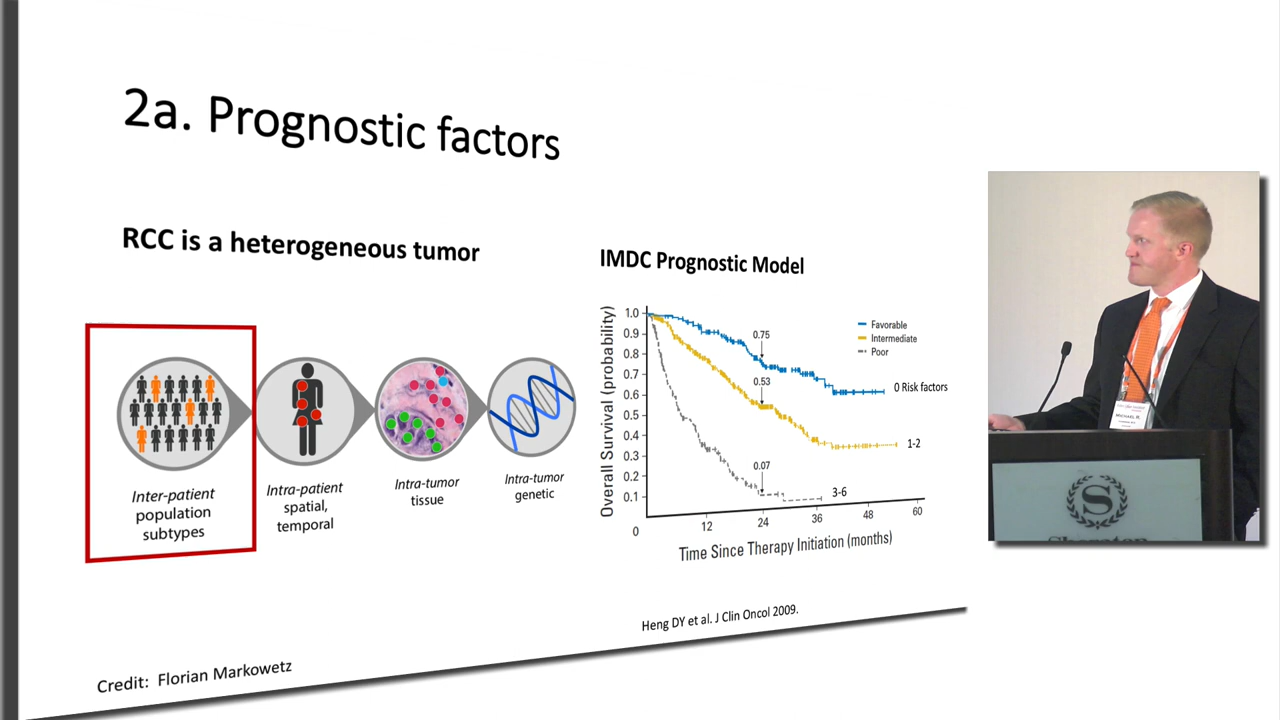 2a. Prognostic factors
RCC is a heterogeneous tumor
Inter-patient
population
subtypes
Intra-patient
spatial,
temporal
Intra-tumor
tissue
Intra-tumor
genetic
Credit: Florian Markowetz
IMDC Prognostic Model
Overall Survival (probability)
1.0
0.9
0.8
0.7
0.6
0.5
0.4
0.3
0.2
0.1
0
12
24
36
48
60
Time Since Therapy Initiation (months)
0.75
0.53
0.07
Favorable
Intermediate
Poor
0 Risk factors
1-2
3-6
Heng DY et al. J Clin Oncol 2009.
MICHAEL R.
S
Sheraton